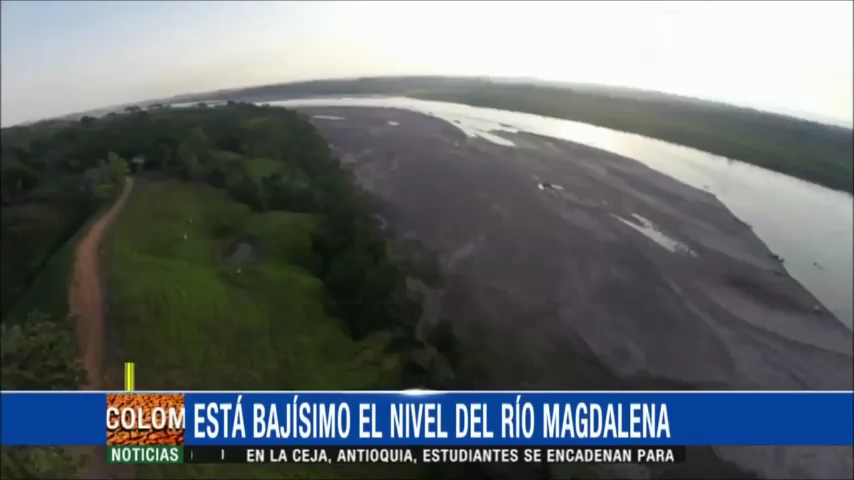 COLOM
ESTÁ BAJÍSIMO EL NIVEL DEL RÍO MAGDALENA
NOTICIAS
EN LA CEJA, ANTIOQUIA, ESTUDIANTES SE ENCADENAN PARA